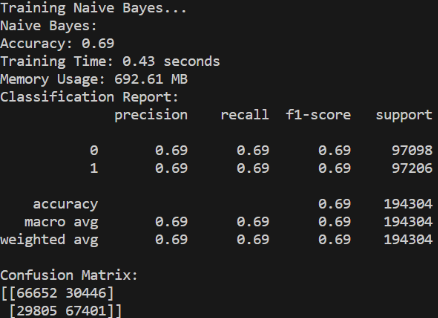 Training Naive Bayes...
Naive Bayes:
Accuracy: 0.69
Training Time: 0.43 seconds
Memory Usage: 692.61 MB
Classification Report:
precision recall f1-score support
0 0.69 0.69 0.69 97098
1 0.69 0.69 0.69 97206
accuracy 0.69 194304
macro avg 0.69 0.69 0.69 194304
weighted avg 0.69 0.69 0.69 194304
Confusion Matrix:
[[66652 30446]
[29805 67401]]